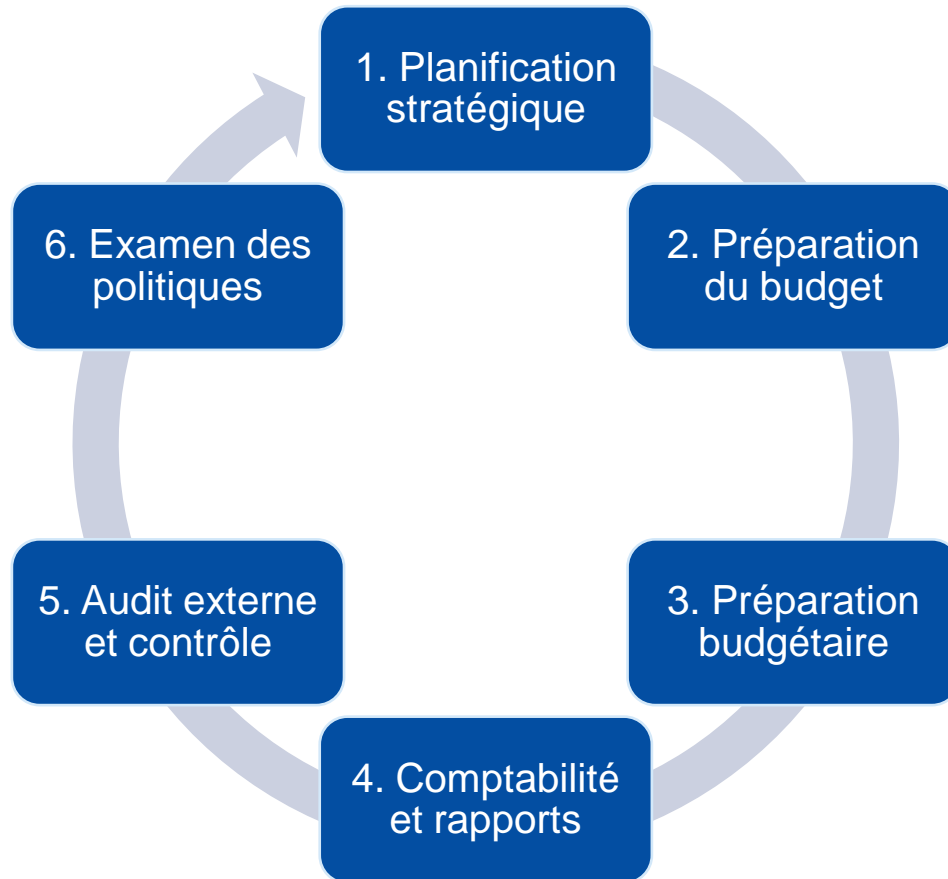 1. Planification
stratégique
2. Préparation
du budget
3. Préparation
budgétaire
4. Comptabilité
et rapports
5. Audit externe
et contrôle
6. Examen des
politiques